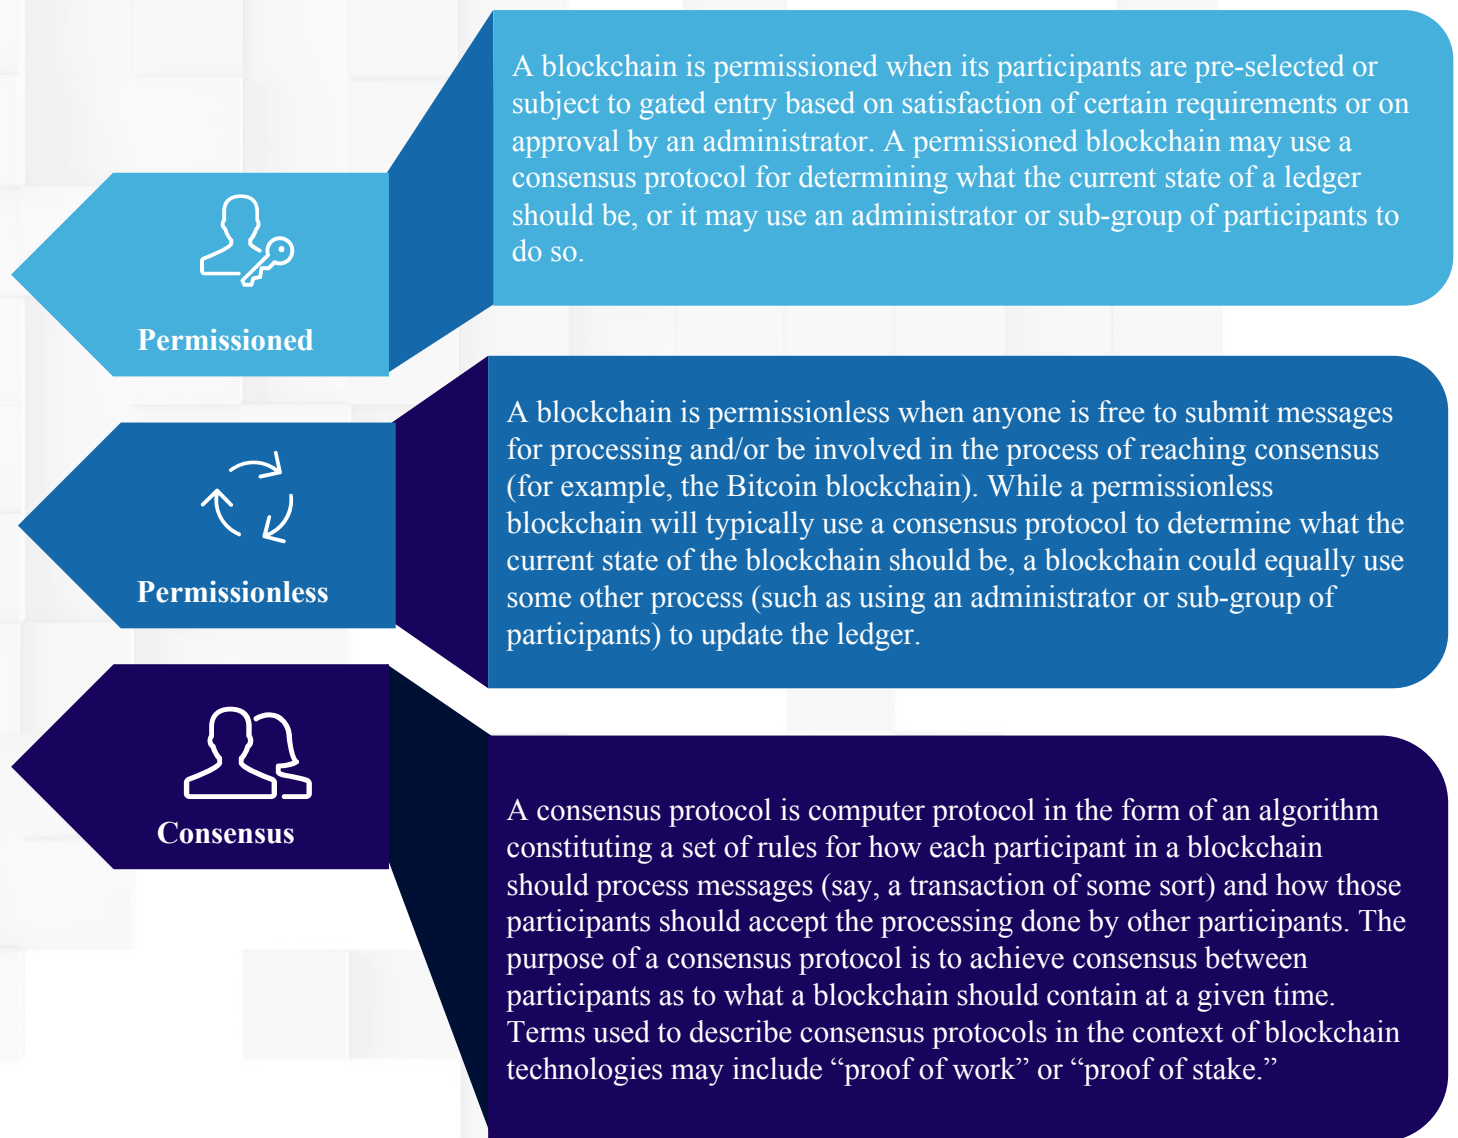 A blockchain is permissioned when its participants are pre-selected or
subject to gated entry based on satisfaction of certain requirements or on
approval by an administrator. A permissioned blockchain may use a
consensus protocol for determining what the current state of a ledger
should be, or it may use an administrator or sub-group of participants to
do so.
Permissioned
A blockchain is permissionless when anyone is free to submit messages
for processing and/or be involved in the process of reaching consensus
(for example, the Bitcoin blockchain). While a permissionless
blockchain will typically use a consensus protocol to determine what the
current state of the blockchain should be, a blockchain could equally use
some other process (such as using an administrator or sub-group of
participants) to update the ledger.
Permissionless
A consensus protocol is computer protocol in the form of an algorithm
constituting a set of rules for how each participant in a blockchain
should process messages (say, a transaction of some sort) and how those
participants should accept the processing done by other participants. The
purpose of a consensus protocol is to achieve consensus between
participants as to what a blockchain should contain at a given time.
Terms used to describe consensus protocols in the context of blockchain
technologies may include “proof of work” or “proof of stake.”
Consensus